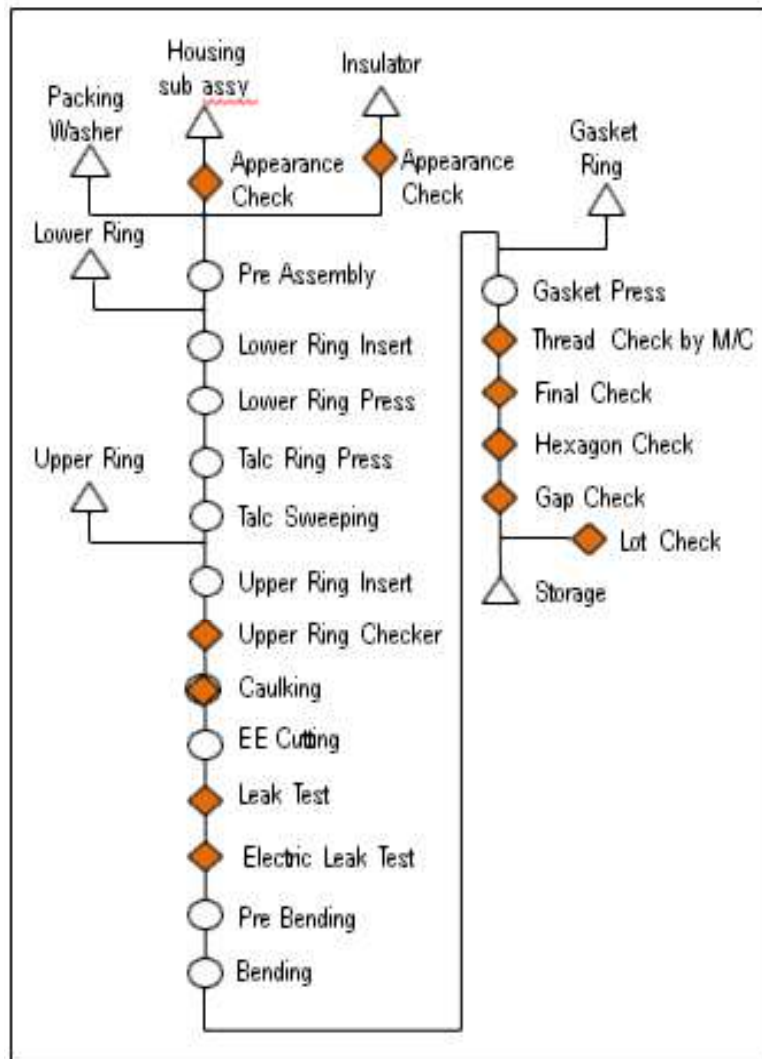 Housing
sub assy
Insulator
Packing
Washer
Gasket
Ring
Appearance
Check
Appearance
Check
Lower Ring
Pre Assembly
Gasket Press
Lower Ring Insert
Thread Check by M/C
Lower Ring Press
Final Check
Hexagon Check
Upper Ring
Talc Ring Press
Gap Check
Talc Sweeping
Lot Check
Upper Ring Insert
Storage
Upper Ring Checker
Caulking
EE Cutting
Leak Test
Electric Leak Test
Pre Bending
Bending